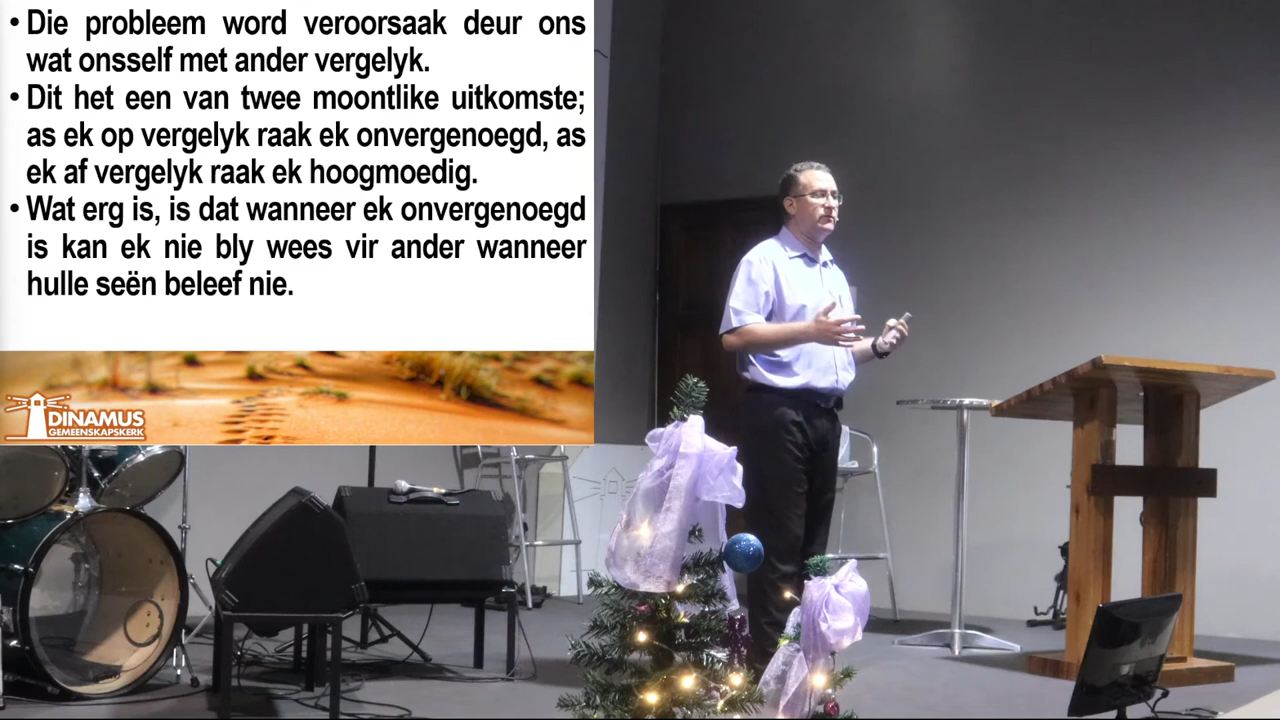 • Die probleem word veroorsaak deur ons
wat onsself met ander vergelyk.
• Dit het een van twee moontlike uitkomste;
as ek op vergelyk raak ek onvergenoegd, as
ek af vergelyk raak ek hoogmoedig.
• Wat erg is, is dat wanneer ek onvergenoegd
is kan ek nie bly wees vir ander wanneer
hulle seën beleef nie.
DINAMUS
GEMEENSKAPSKERK